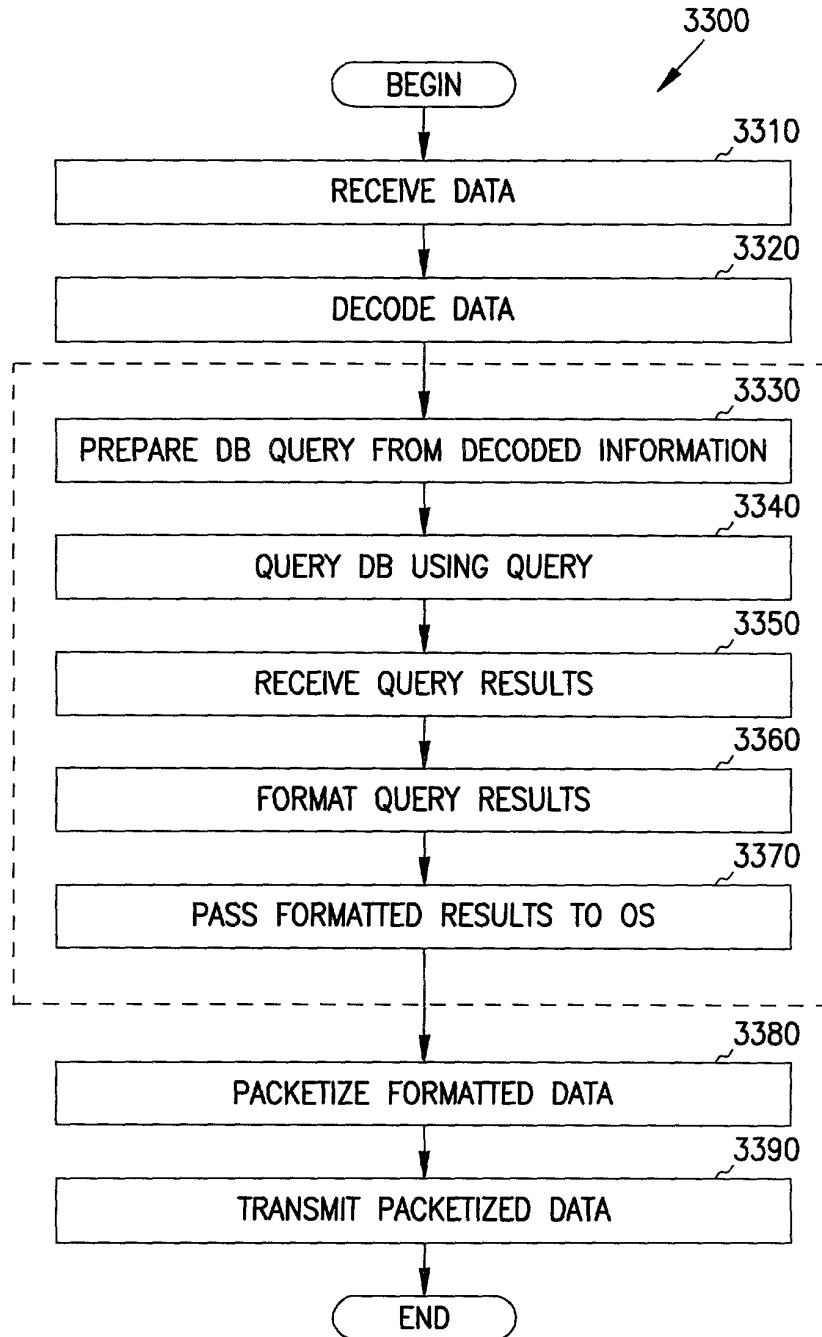 3300
BEGIN
3310
RECEIVE DATA
3320
DECODE DATA
3330
PREPARE DB QUERY FROM DECODED INFORMATION
3340
QUERY DB USING QUERY
3350
RECEIVE QUERY RESULTS
3360
FORMAT QUERY RESULTS
3370
PASS FORMATTED RESULTS TO OS
3380
PACKETIZE FORMATTED DATA
3390
TRANSMIT PACKETIZED DATA
END